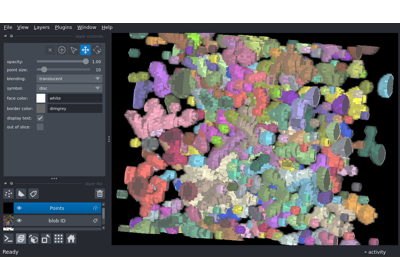 File View Layers Plugins Window Help
opacity: 1.00
point size: 10
blending: translucent
symbol: disc
face color: white
border color: dimgrey
display text: ✓
out of slice:
Points
blob ID
Ready activity